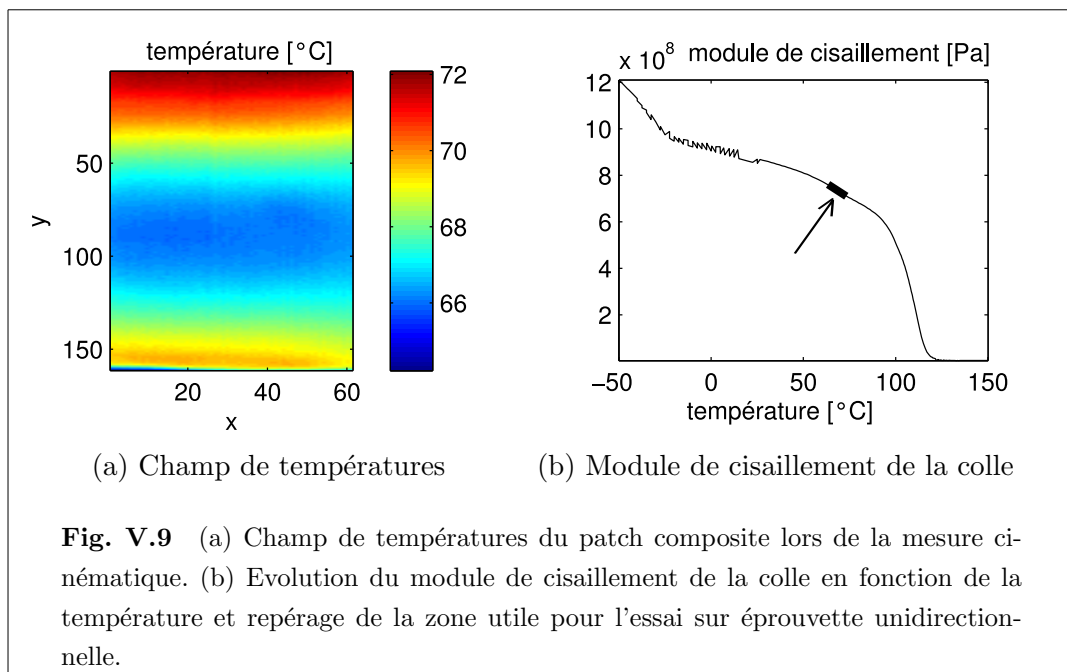 température [°C]
50
100
150
y
20
40
60
x
72
70
68
66
x 10^8 module de cisaillement [Pa]
12
10
8
6
4
2
−50
0
50
100
150
température [°C]
(a) Champ de températures
(b) Module de cisaillement de la colle
Fig. V.9 (a) Champ de températures du patch composite lors de la mesure ci-
nématique. (b) Evolution du module de cisaillement de la colle en fonction de la
température et repérage de la zone utile pour l'essai sur éprouvette unidirection-
nelle.